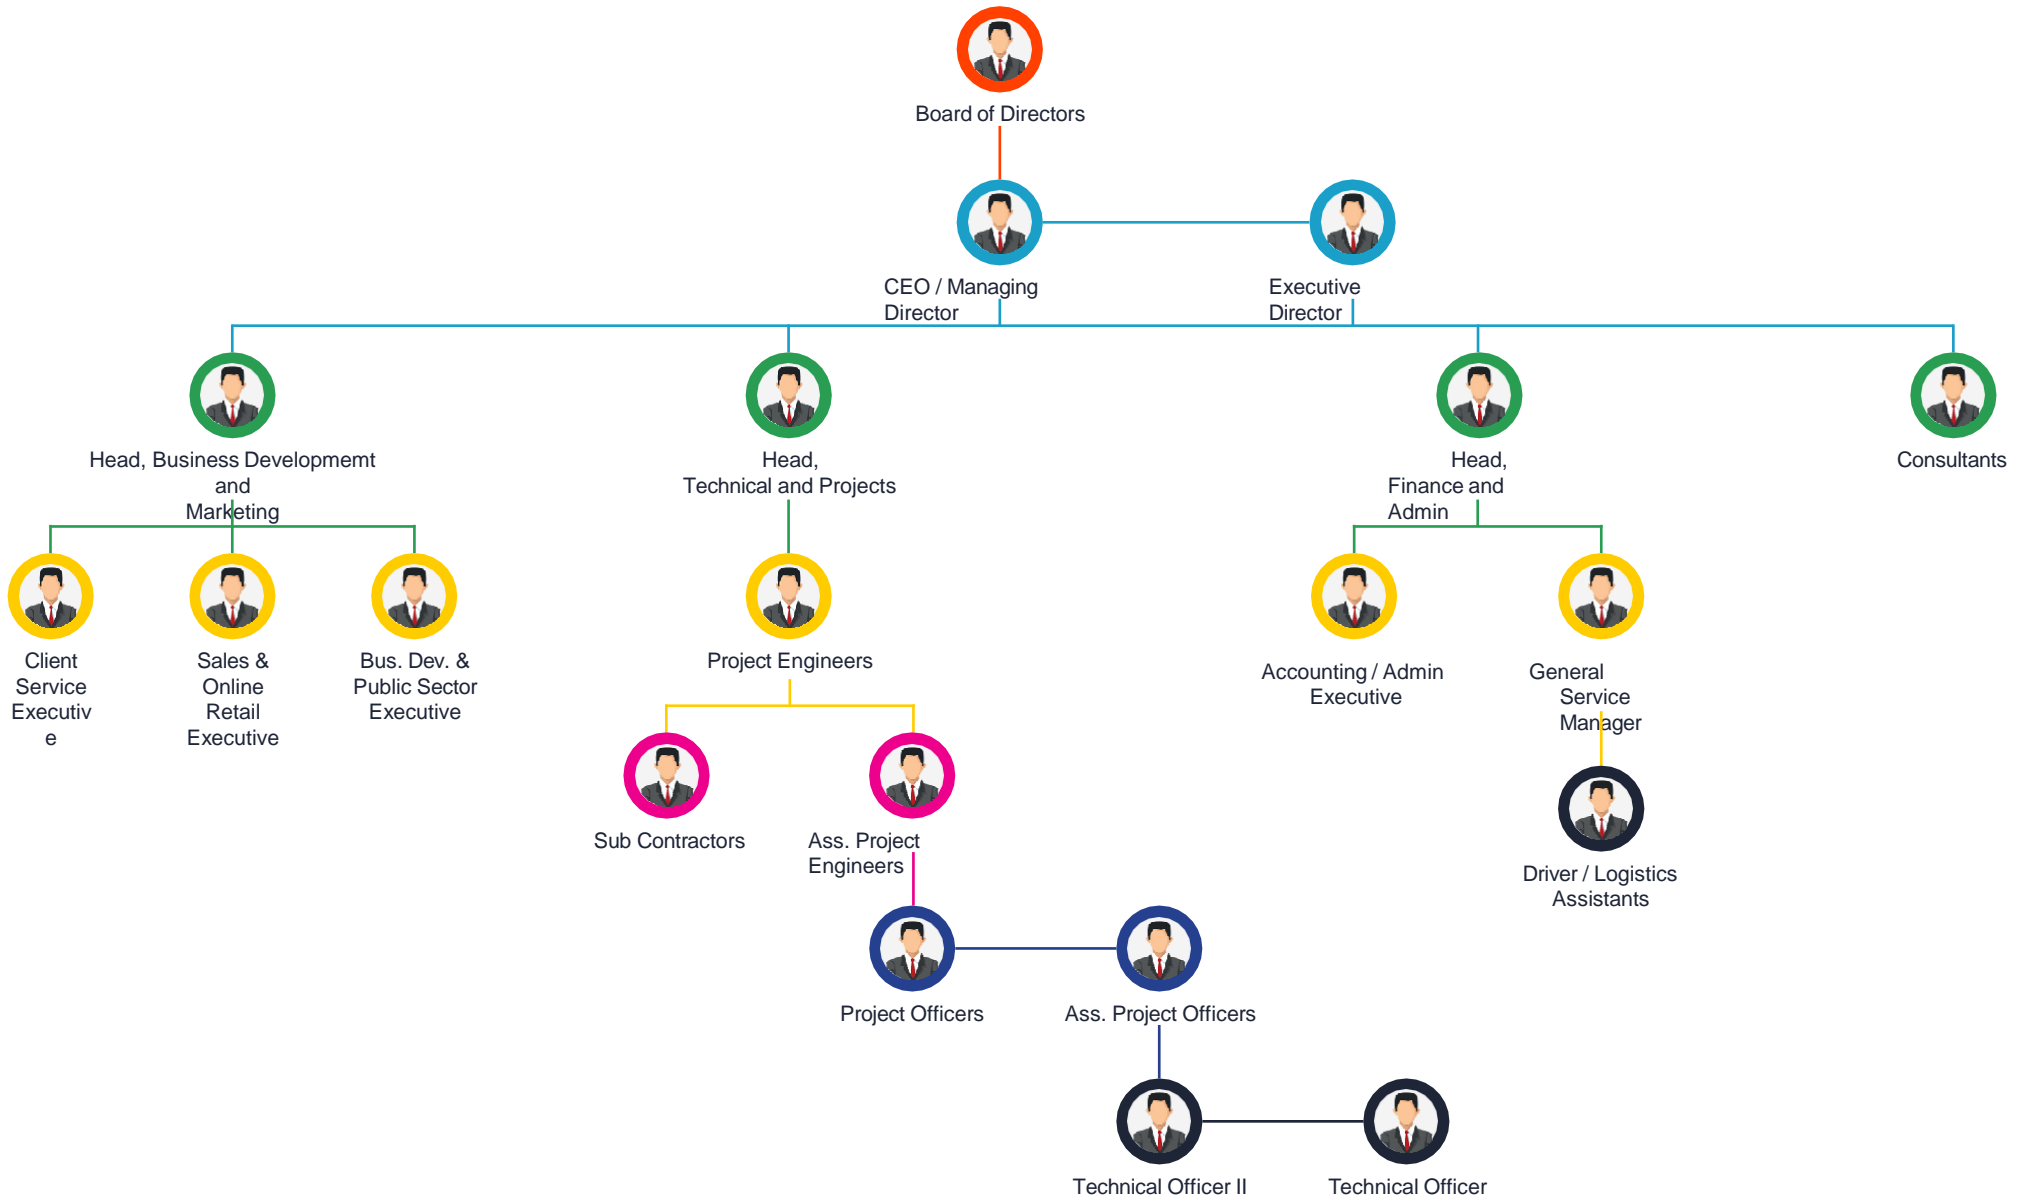 Board of Directors
CEO / Managing
Director
Executive
Director
Head, Business Developmemt
and
Marketing
Head,
Technical and Projects
Head,
Finance and
Admin
Consultants
Client
Service
Executiv
e
Sales &
Online
Retail
Executive
Bus. Dev. &
Public Sector
Executive
Project Engineers
Accounting / Admin
Executive
General
Service
Manager
Sub Contractors
Ass. Project
Engineers
Driver / Logistics
Assistants
Project Officers
Ass. Project Officers
Technical Officer II
Technical Officer